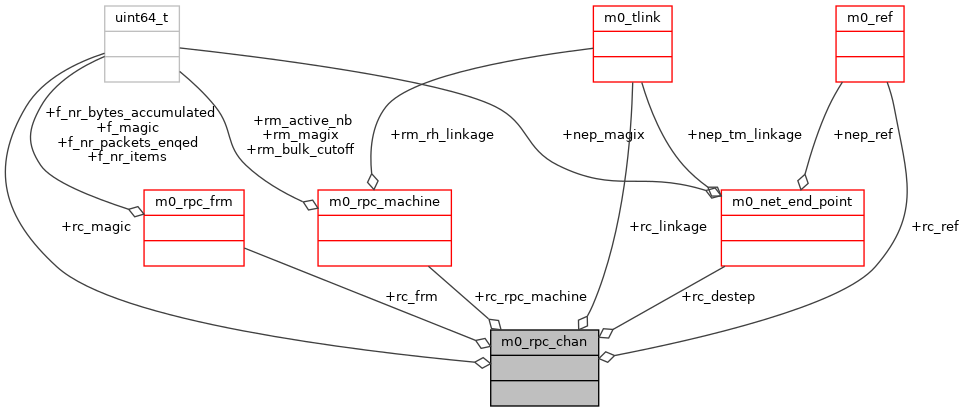 uint64_t
m0_tlink
m0_ref
+f_nr_bytes_accumulated
+f_magic
+f_nr_packets_enqed
+f_nr_items
+rm_active_nb
+rm_magix
+rm_bulk_cutoff
+rm_rh_linkage
+nep_magix
+nep_tm_linkage
+nep_ref
m0_rpc_frm
m0_rpc_machine
m0_net_end_point
+rc_magic
+rc_linkage
+rc_ref
+rc_frm
+rc_rpc_machine
+rc_destep
m0_rpc_chan